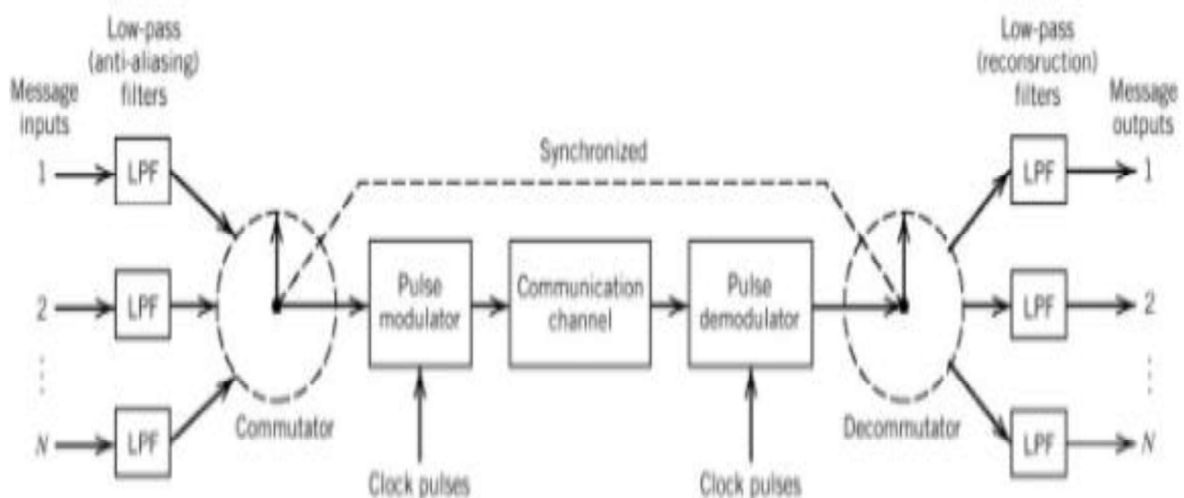 Low-pass
(anti-aliasing)
filters
Message
inputs
1
LPF
2
LPF
N
LPF
Commutator
Synchronized
Pulse
modulator
Clock pulses
Communication
channel
Pulse
demodulator
Clock pulses
Decommutator
Low-pass
(reconsruction)
filters
Message
outputs
LPF
1
LPF
2
LPF
N